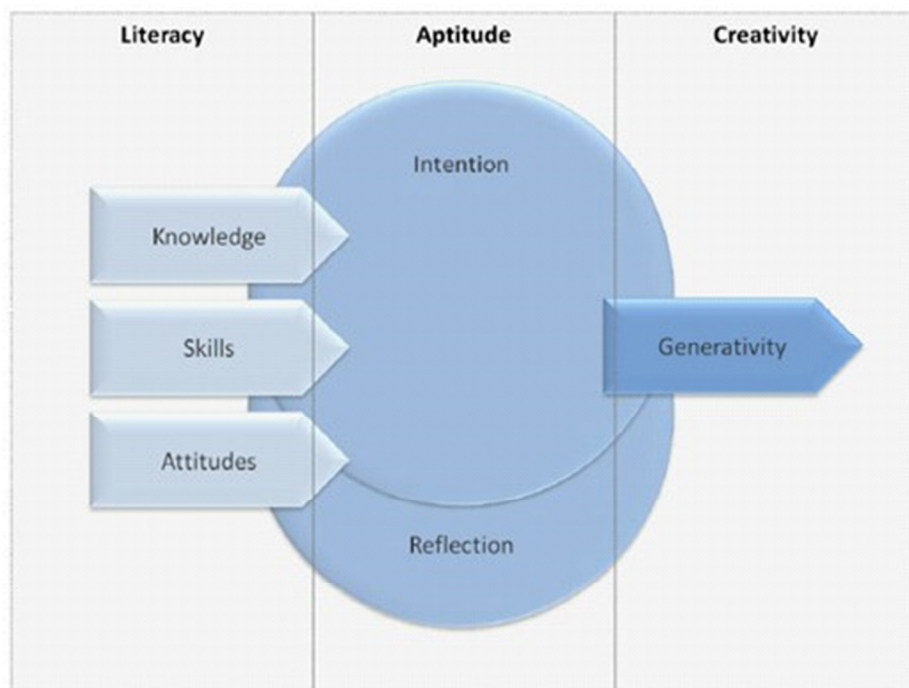 Literacy
Aptitude
Creativity
Intention
Knowledge
Skills
Generativity
Attitudes
Reflection